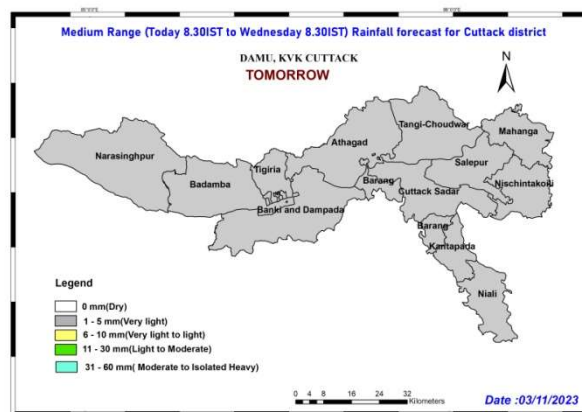 Medium Range (Today 8.30IST to Wednesday 8.30IST) Rainfall forecast for Cuttack district
DAMU, KVK CUTTACK
TOMORROW
N
Tangi-Choudwar
Mahanga
Athagad
Narasinghpur
Salepur
Tigiria
Badamba
Barang
Nischintakoili
Cuttack Sadar
Banki and Dampada
Barang
Kantapada
Niali
Legend
0 mm(Dry)
1 - 5 mm(Very light)
6 - 10 mm(Very light to light)
11 - 30 mm(Light to Moderate)
31 - 60 mm( Moderate to Isolated Heavy)
0 4 8 16 24 32
Kilometers
Date :03/11/2023